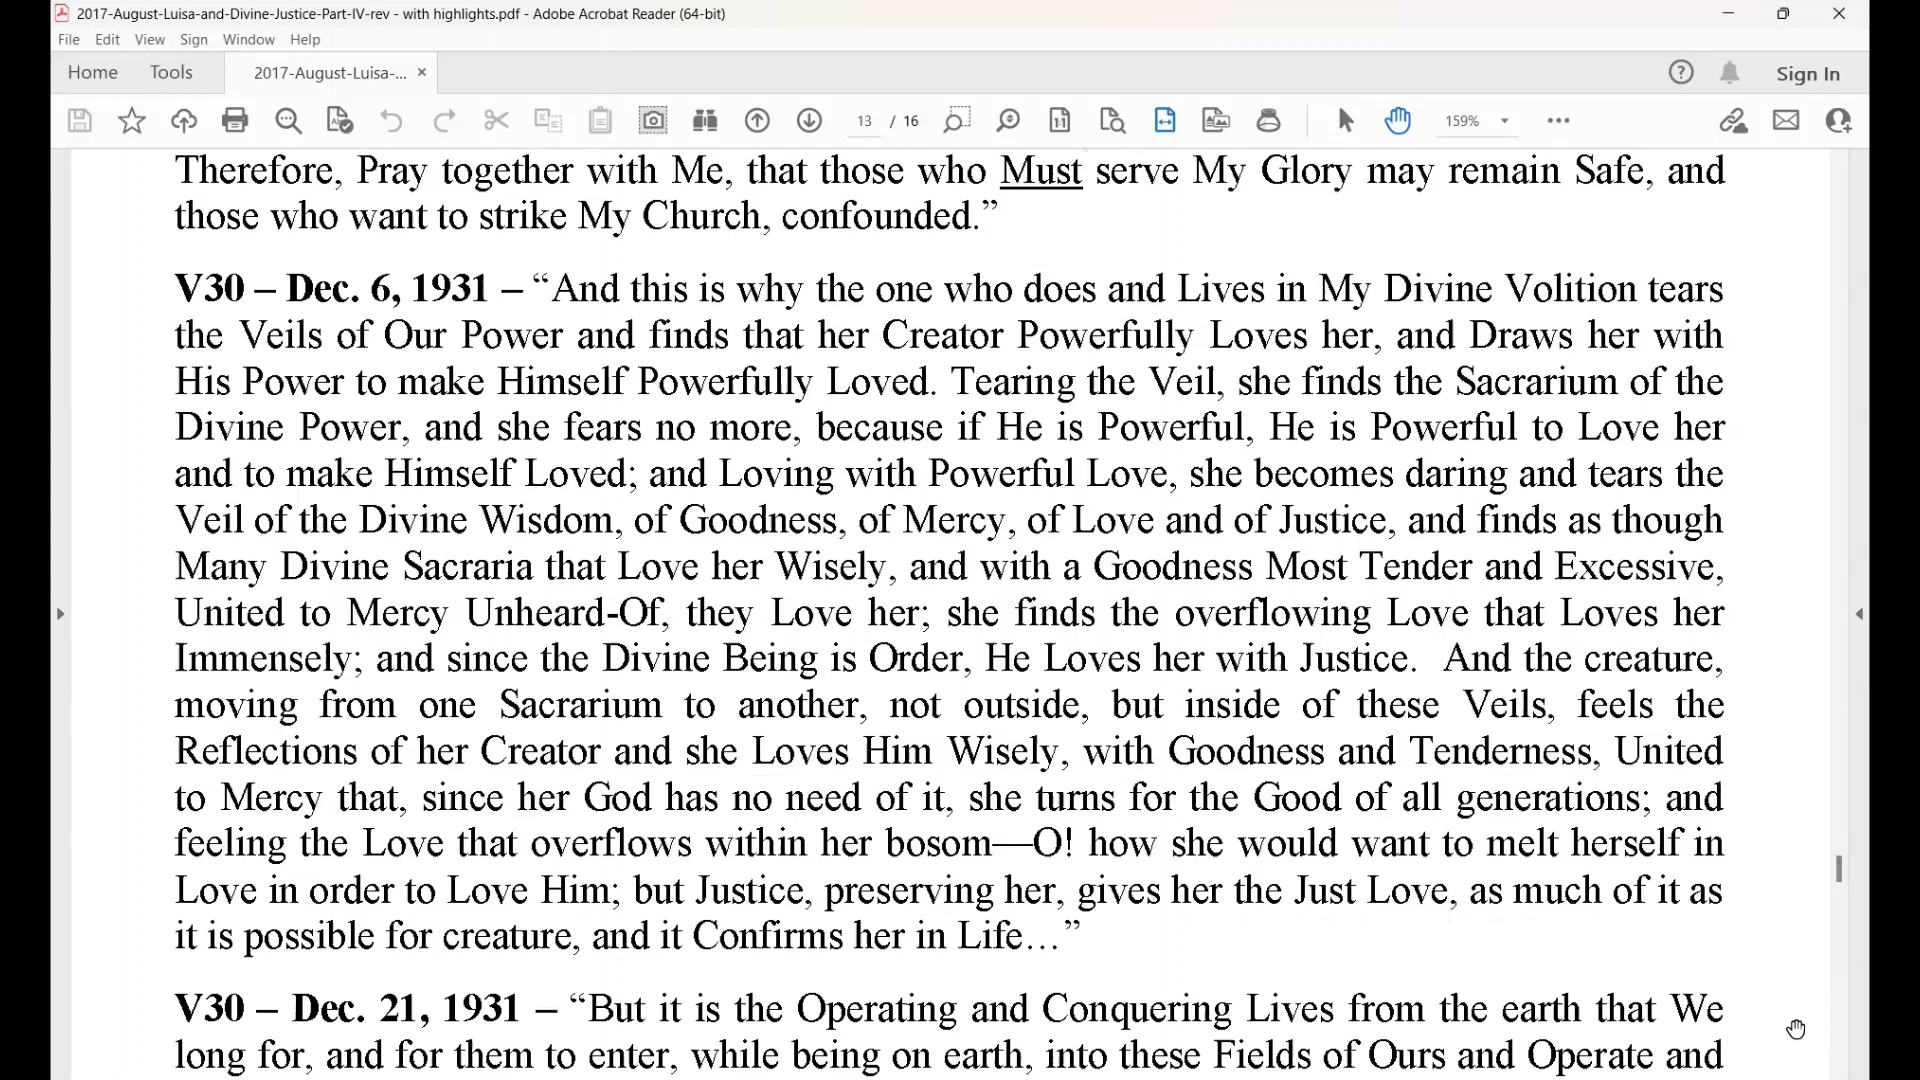 2017-August-Luisa-and-Divine-Justice-Part-IV-rev - with highlights.pdf - Adobe Acrobat Reader (64-bit)
File Edit View Sign Window Help
Home Tools 2017-August-Luisa-... × Sign In
13 / 16 159%
Therefore, Pray together with Me, that those who Must serve My Glory may remain Safe, and
those who want to strike My Church, confounded.”
V30 – Dec. 6, 1931 – “And this is why the one who does and Lives in My Divine Volition tears
the Veils of Our Power and finds that her Creator Powerfully Loves her, and Draws her with
His Power to make Himself Powerfully Loved. Tearing the Veil, she finds the Sacrarium of the
Divine Power, and she fears no more, because if He is Powerful, He is Powerful to Love her
and to make Himself Loved; and Loving with Powerful Love, she becomes daring and tears the
Veil of the Divine Wisdom, of Goodness, of Mercy, of Love and of Justice, and finds as though
Many Divine Sacraria that Love her Wisely, and with a Goodness Most Tender and Excessive,
United to Mercy Unheard-Of, they Love her; she finds the overflowing Love that Loves her
Immensely; and since the Divine Being is Order, He Loves her with Justice. And the creature,
moving from one Sacrarium to another, not outside, but inside of these Veils, feels the
Reflections of her Creator and she Loves Him Wisely, with Goodness and Tenderness, United
to Mercy that, since her God has no need of it, she turns for the Good of all generations; and
feeling the Love that overflows within her bosom—O! how she would want to melt herself in
Love in order to Love Him; but Justice, preserving her, gives her the Just Love, as much of it as
it is possible for creature, and it Confirms her in Life…”
V30 – Dec. 21, 1931 – “But it is the Operating and Conquering Lives from the earth that We
long for, and for them to enter, while being on earth, into these Fields of Ours and Operate and